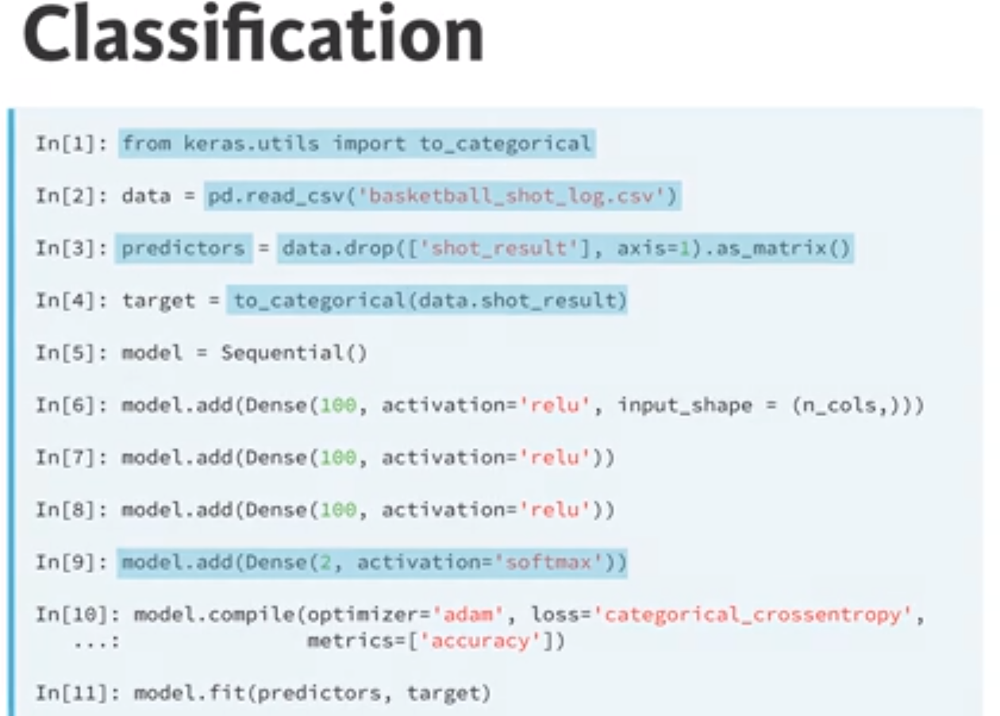 Classification
In[1]: from keras.utils import to_categorical
In[2]: data = pd.read_csv('basketball_shot_log.csv')
In[3]: predictors = data.drop(['shot_result'], axis=1).as_matrix()
In[4]: target = to_categorical(data.shot_result)
In[5]: model = Sequential()
In[6]: model.add(Dense(100, activation='relu', input_shape = (n_cols,)))
In[7]: model.add(Dense(100, activation='relu'))
In[8]: model.add(Dense(100, activation='relu'))
In[9]: model.add(Dense(2, activation='softmax'))
In[10]: model.compile(optimizer='adam', loss='categorical_crossentropy',
...: metrics=['accuracy'])
In[11]: model.fit(predictors, target)